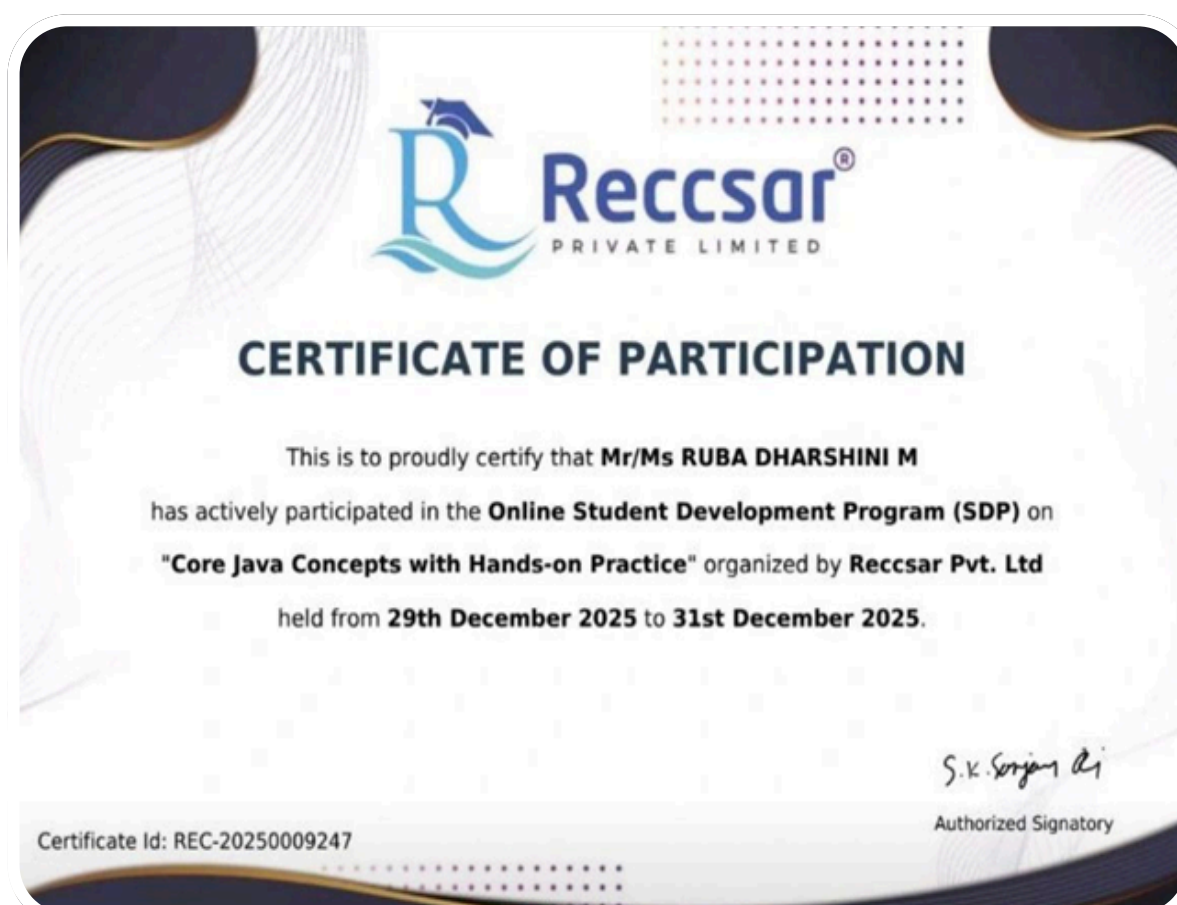 Reccsar®
PRIVATE LIMITED
CERTIFICATE OF PARTICIPATION
This is to proudly certify that Mr/Ms RUBA DHARSHINI M
has actively participated in the Online Student Development Program (SDP) on
"Core Java Concepts with Hands-on Practice" organized by Reccsar Pvt. Ltd
held from 29th December 2025 to 31st December 2025.
S.K.
Authorized Signatory
Certificate Id: REC-20250009247